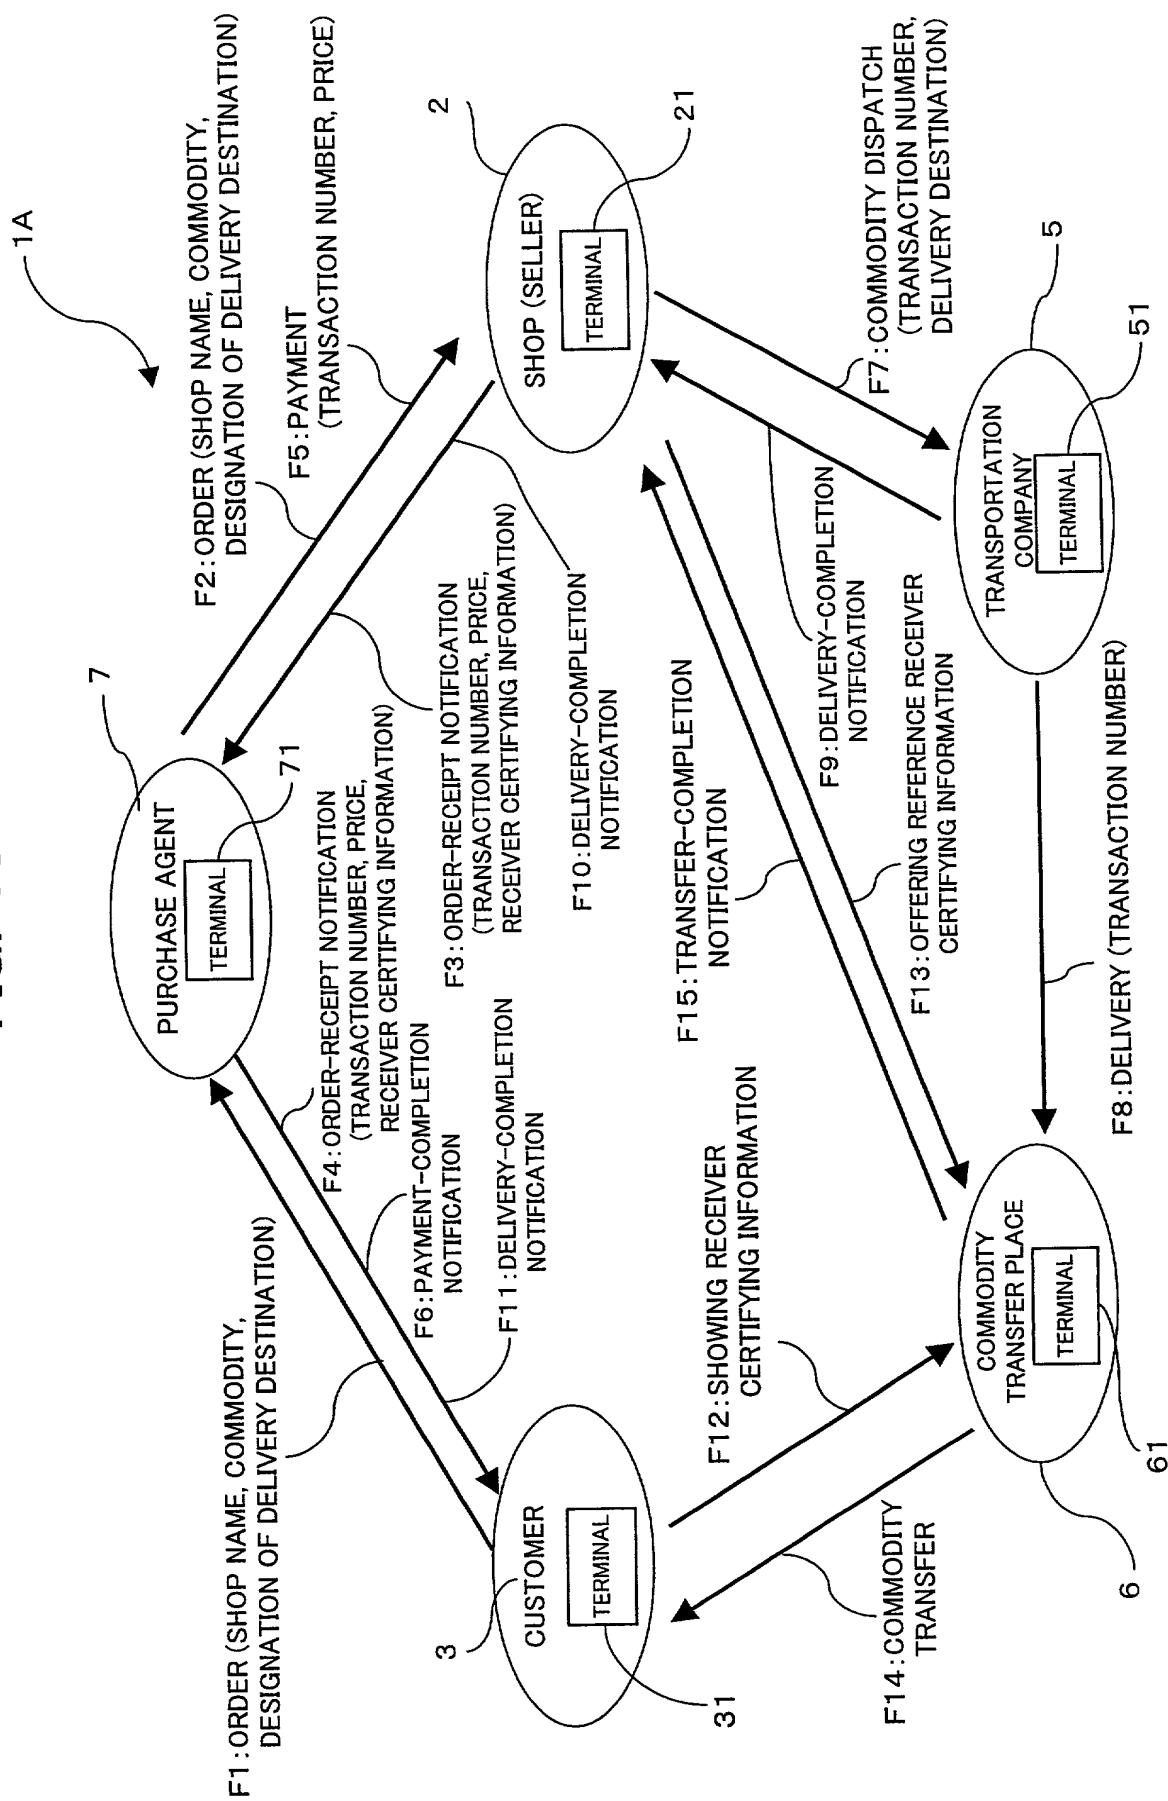 1A
F2:ORDER (SHOP NAME, COMMODITY,
DESIGNATION OF DELIVERY DESTINATION)
F5:PAYMENT
(TRANSACTION NUMBER, PRICE)
7
PURCHASE AGENT
TERMINAL
71
F1:ORDER (SHOP NAME, COMMODITY,
DESIGNATION OF DELIVERY DESTINATION)
F4:ORDER-RECEIPT NOTIFICATION
(TRANSACTION NUMBER, PRICE,
RECEIVER CERTIFYING INFORMATION)
F6:PAYMENT-COMPLETION
NOTIFICATION
F11:DELIVERY-COMPLETION
NOTIFICATION
F3:ORDER-RECEIPT NOTIFICATION
(TRANSACTION NUMBER, PRICE,
RECEIVER CERTIFYING INFORMATION)
F10:DELIVERY-COMPLETION
NOTIFICATION
2
SHOP (SELLER)
TERMINAL
21
3
CUSTOMER
TERMINAL
31
F15:TRANSFER-COMPLETION
NOTIFICATION
F13:OFFERING REFERENCE RECEIVER
CERTIFYING INFORMATION
F9:DELIVERY-COMPLETION
NOTIFICATION
F7:COMMODITY DISPATCH
(TRANSACTION NUMBER,
DELIVERY DESTINATION)
F12:SHOWING RECEIVER
CERTIFYING INFORMATION
F14:COMMODITY
TRANSFER
COMMODITY
TRANSFER PLACE
TERMINAL
6
61
F8:DELIVERY (TRANSACTION NUMBER)
5
TRANSPORTATION
COMPANY
TERMINAL
51